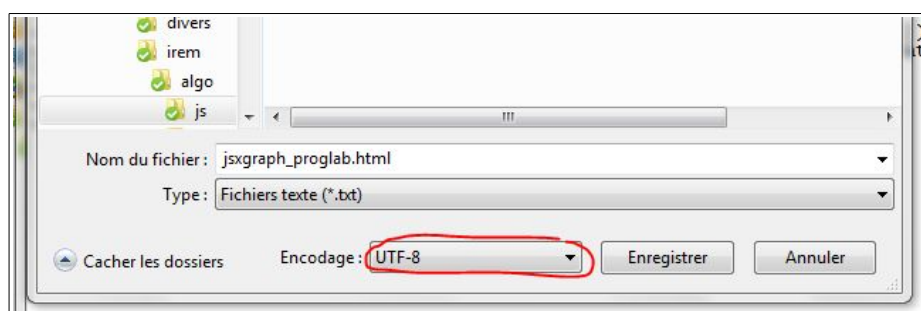 divers
irem
algo
js
Nom du fichier : jsxgraph_proglab.html
Type : Fichiers texte (*.txt)
Cacher les dossiers Encodage : UTF-8 Enregistrer Annuler